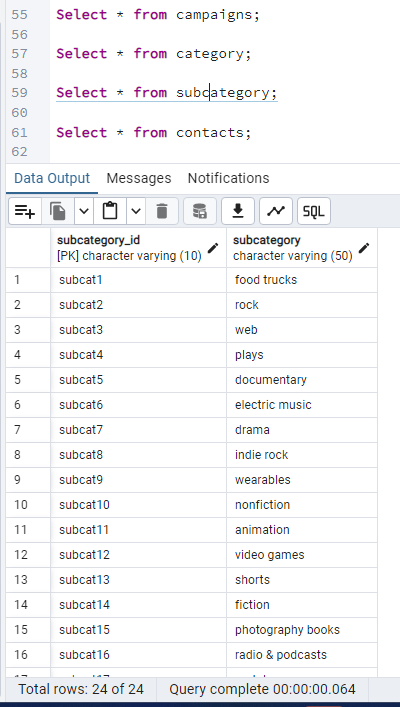 55 Select * from campaigns;
56
57 Select * from category;
58
59 Select * from subcategory;
60
61 Select * from contacts;
62
Data Output Messages Notifications
SQL
subcategory_id subcategory
[PK] character varying (10) character varying (50)
1 subcat1 food trucks
2 subcat2 rock
3 subcat3 web
4 subcat4 plays
5 subcat5 documentary
6 subcat6 electric music
7 subcat7 drama
8 subcat8 indie rock
9 subcat9 wearables
10 subcat10 nonfiction
11 subcat11 animation
12 subcat12 video games
13 subcat13 shorts
14 subcat14 fiction
15 subcat15 photography books
16 subcat16 radio & podcasts
Total rows: 24 of 24 Query complete 00:00:00.064